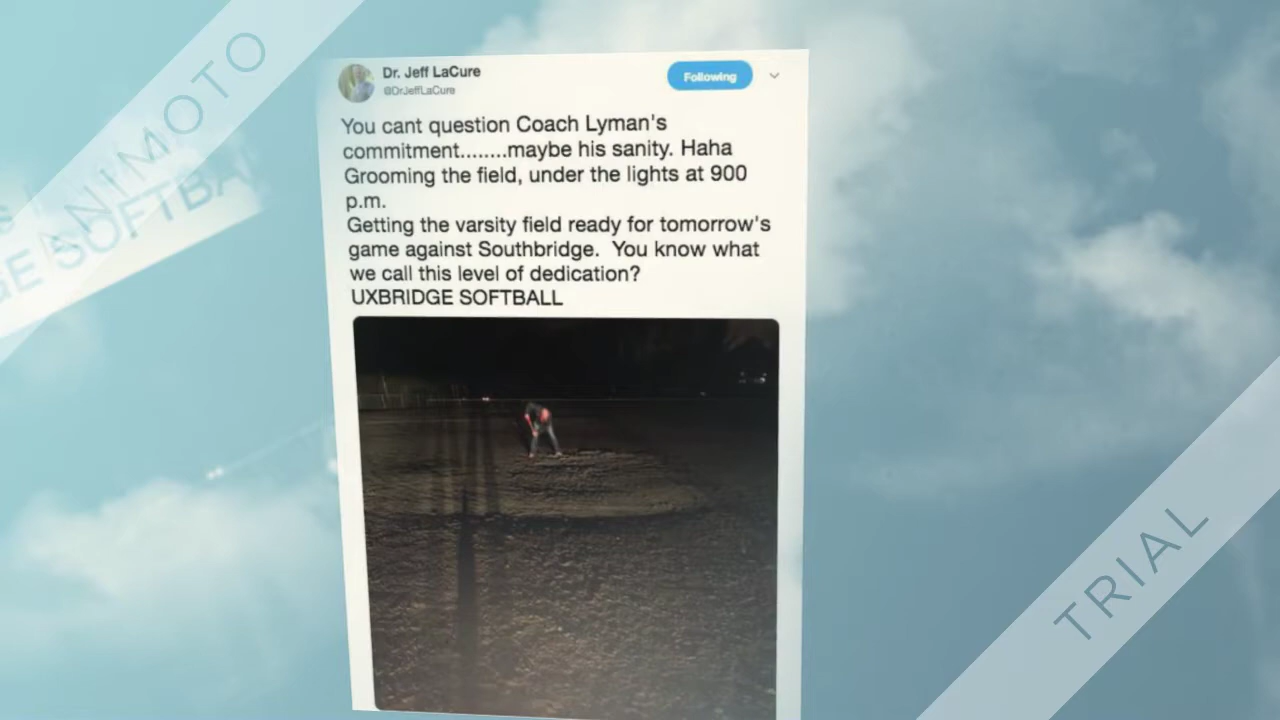 ANIMOTO
S
GE SOFTBA
Dr. Jeff LaCure
@DrJeffLaCure
Following
You cant question Coach Lyman's
commitment........maybe his sanity. Haha
Grooming the field, under the lights at 900
p.m.
Getting the varsity field ready for tomorrow's
game against Southbridge. You know what
we call this level of dedication?
UXBRIDGE SOFTBALL
TRIAL